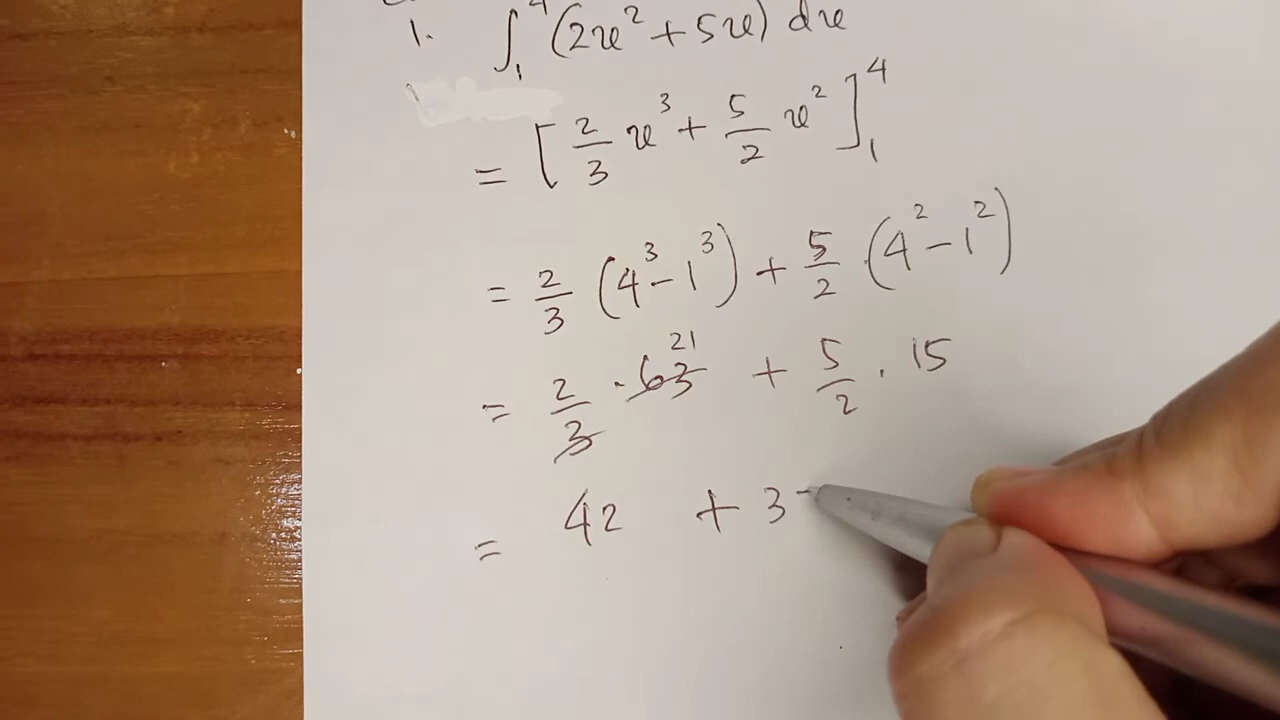 1. ∫₁⁴ (2x² + 5x) dx
= [ 2/3 x³ + 5/2 x² ]₁⁴
= 2/3 (4³ - 1³) + 5/2 (4² - 1²)
= 2/3 . 63 21 + 5/2 . 15
= 42 + 3